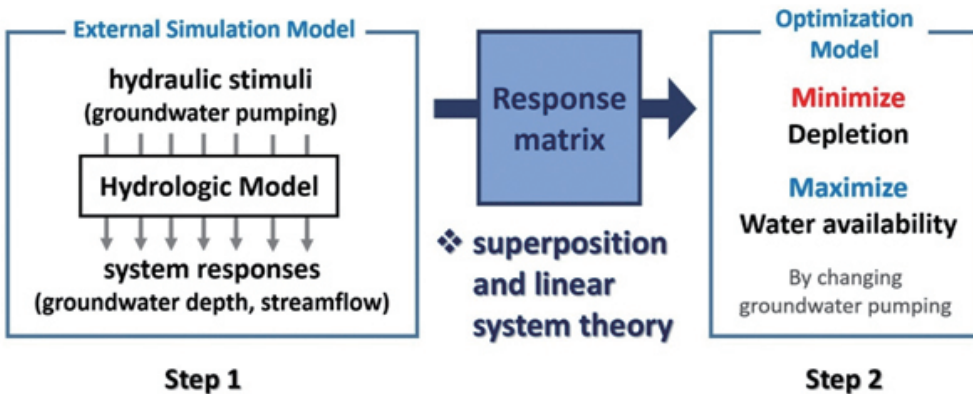 External Simulation Model
hydraulic stimuli
(groundwater pumping)
Hydrologic Model
system responses
(groundwater depth, streamflow)
Step 1
Response
matrix
❖ superposition
and linear
system theory
Optimization
Model
Minimize
Depletion
Maximize
Water availability
By changing
groundwater pumping
Step 2